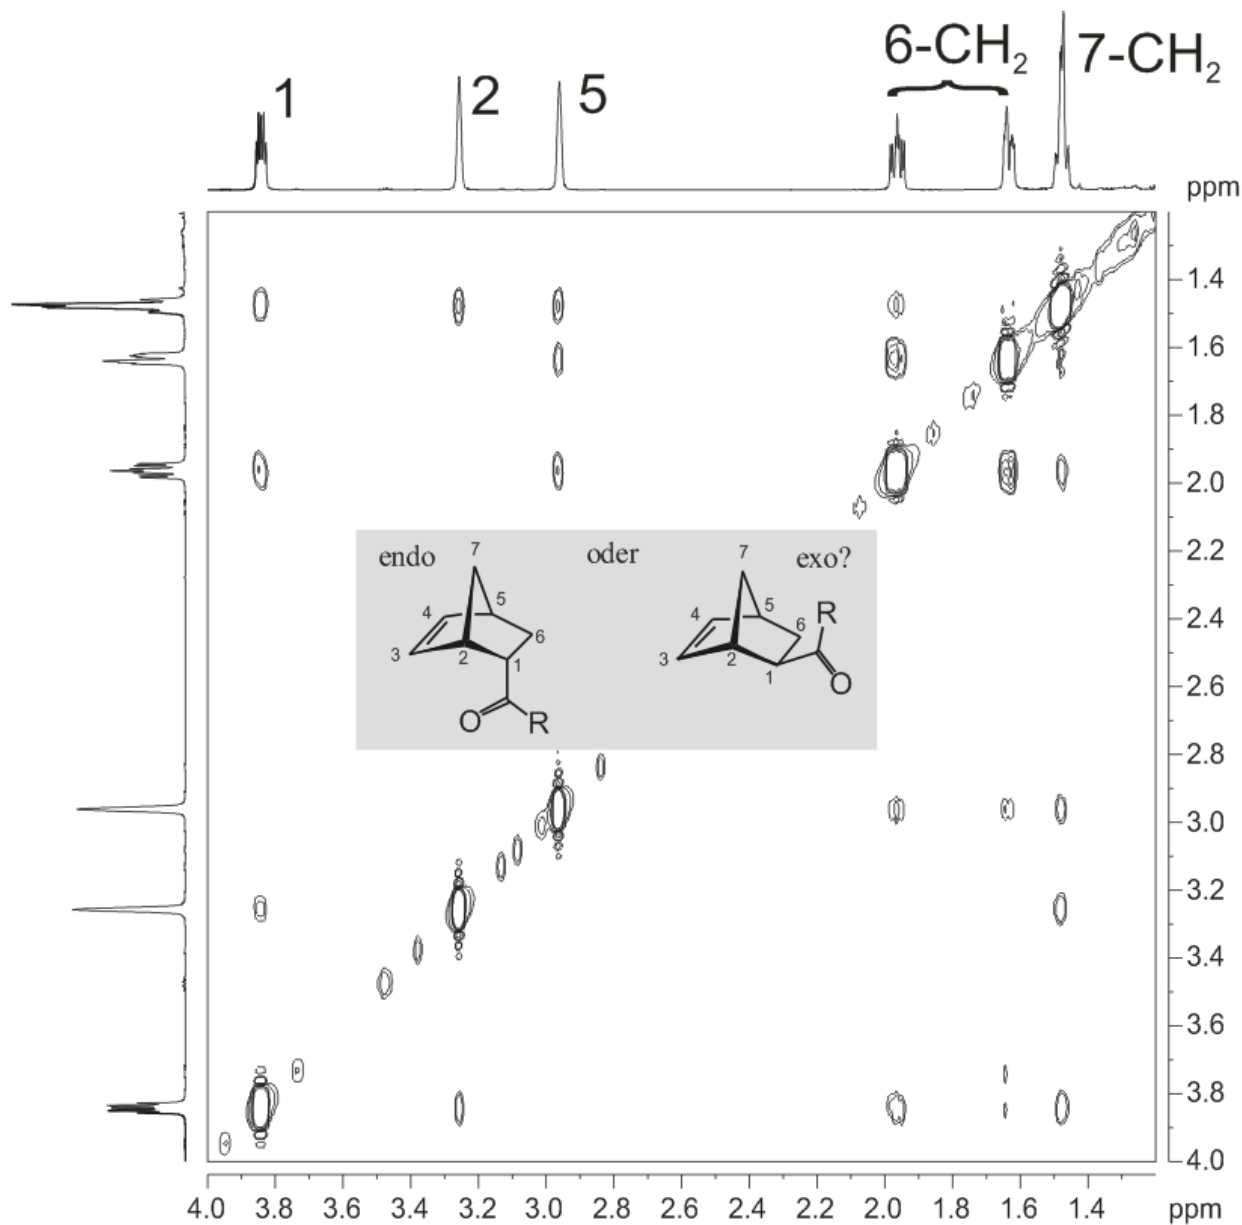 1 2 5 6-CH₂ 7-CH₂
ppm
1.4
1.6
1.8
2.0
2.2
2.4
2.6
2.8
3.0
3.2
3.4
3.6
3.8
4.0
endo oder exo?
7 7
4 5 6 3 2 1
O R
R 4 5 6 3 2 1
O
4.0 3.8 3.6 3.4 3.2 3.0 2.8 2.6 2.4 2.2 2.0 1.8 1.6 1.4 ppm